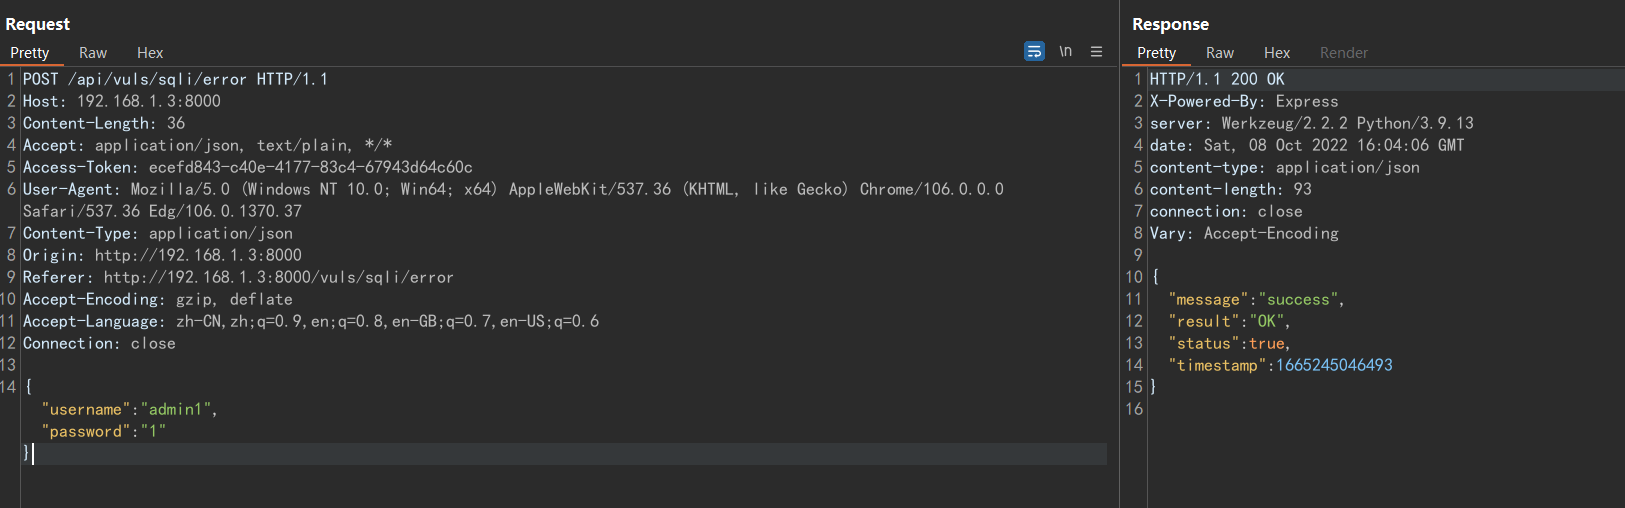 Request
Pretty Raw Hex \n
1 POST /api/vuls/sqli/error HTTP/1.1
2 Host: 192.168.1.3:8000
3 Content-Length: 36
4 Accept: application/json, text/plain, */*
5 Access-Token: ecefd843-c40e-4177-83c4-67943d64c60c
6 User-Agent: Mozilla/5.0 (Windows NT 10.0; Win64; x64) AppleWebKit/537.36 (KHTML, like Gecko) Chrome/106.0.0.0
Safari/537.36 Edg/106.0.1370.37
7 Content-Type: application/json
8 Origin: http://192.168.1.3:8000
9 Referer: http://192.168.1.3:8000/vuls/sqli/error
10 Accept-Encoding: gzip, deflate
11 Accept-Language: zh-CN,zh;q=0.9,en;q=0.8,en-GB;q=0.7,en-US;q=0.6
12 Connection: close
13
14 {
"username":"admin1",
"password":"1"
}
Response
Pretty Raw Hex Render
1 HTTP/1.1 200 OK
2 X-Powered-By: Express
3 server: Werkzeug/2.2.2 Python/3.9.13
4 date: Sat, 08 Oct 2022 16:04:06 GMT
5 content-type: application/json
6 content-length: 93
7 connection: close
8 Vary: Accept-Encoding
9
10 {
11 "message":"success",
12 "result":"OK",
13 "status":true,
14 "timestamp":1665245046493
15 }
16